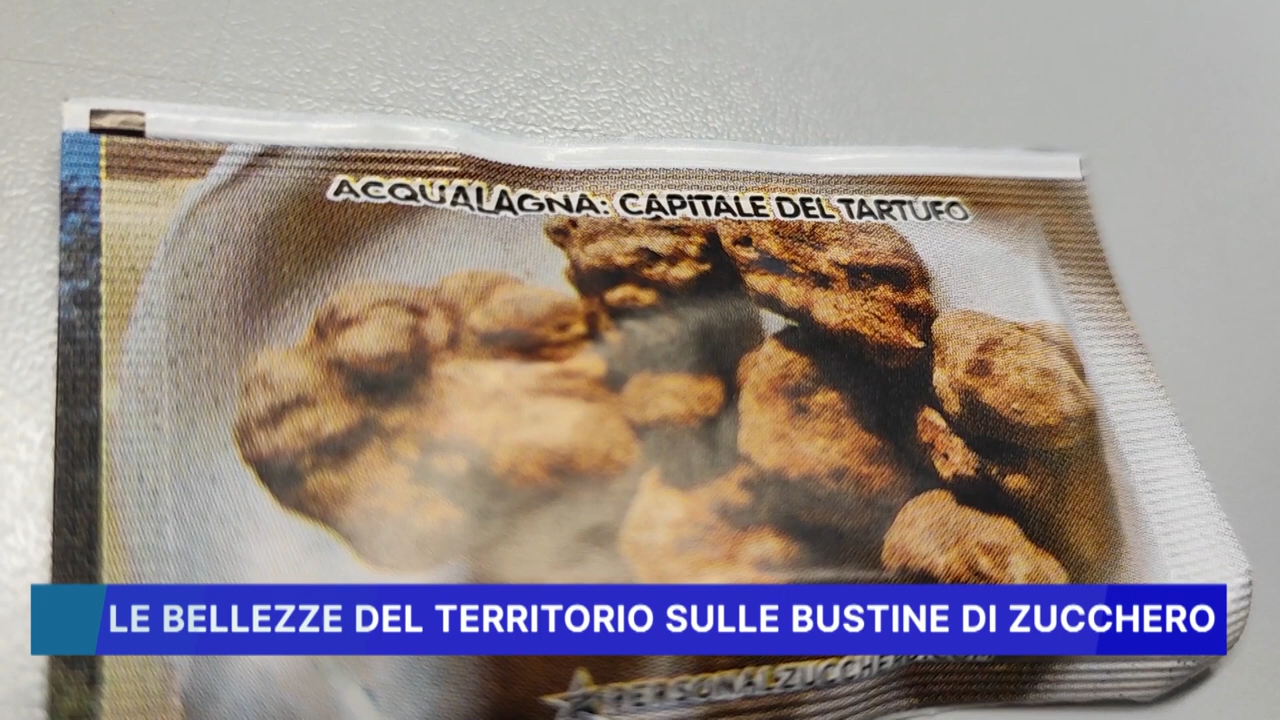 ACQUALAGNA: CAPITALE DEL TARTUFO
LE BELLEZZE DEL TERRITORIO SULLE BUSTINE DI ZUCCHERO